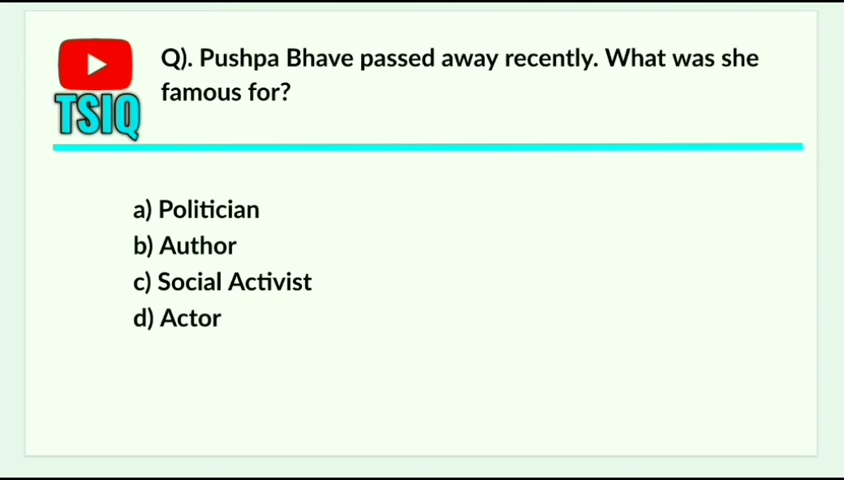 Q). Pushpa Bhave passed away recently. What was she
famous for?
TSIQ
a) Politician
b) Author
c) Social Activist
d) Actor